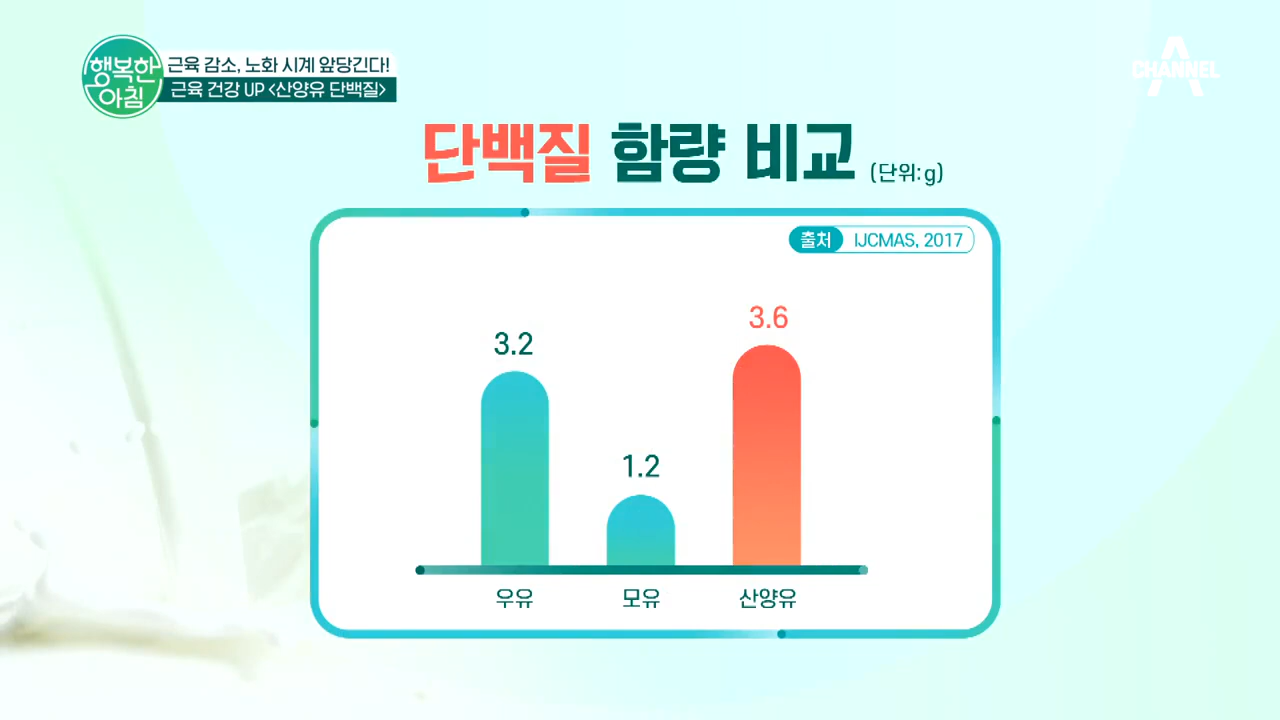 행복한
아침
근육 감소, 노화 시계 앞당긴다!
근육 건강 UP <산양유 단백질>
CHANNEL A
단백질 함량 비교 (단위:g)
출처 IJCMAS, 2017
3.2
1.2
3.6
우유
모유
산양유